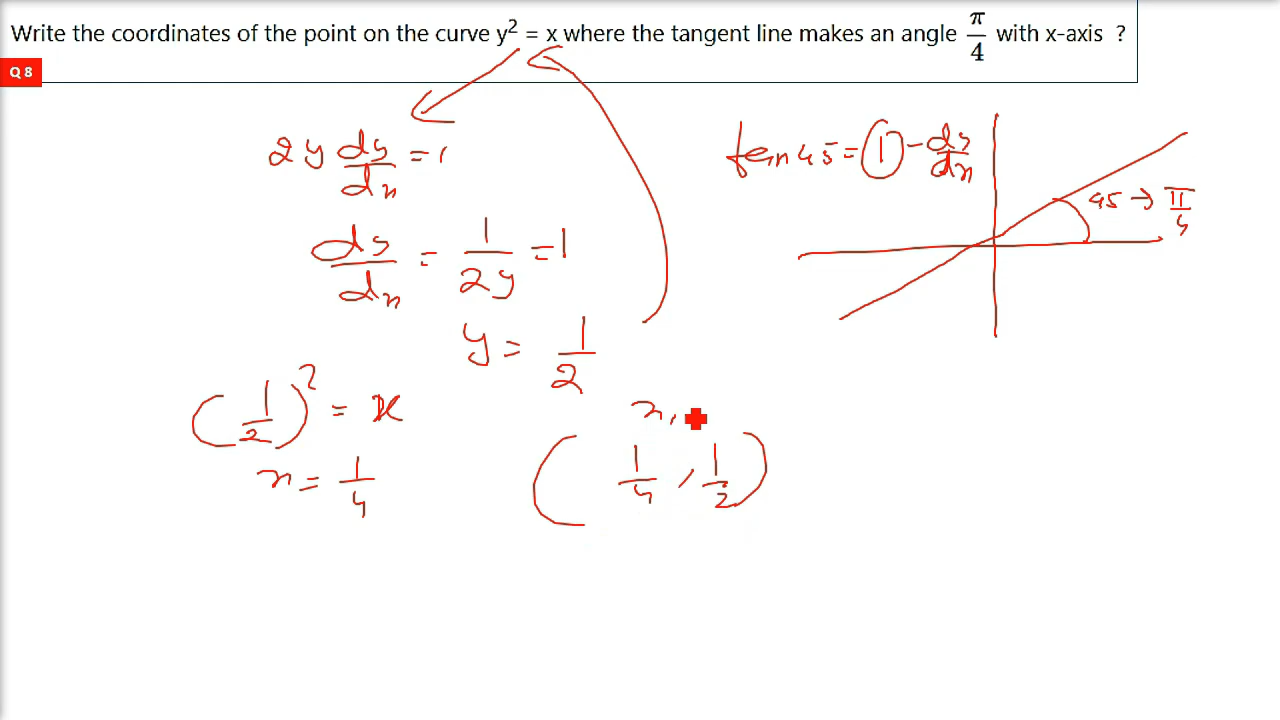 Write the coordinates of the point on the curve y² = x where the tangent line makes an angle π/4 with x-axis ?
Q 8
2y dy/dx = 1
tan 45 = 1 - dy/dx
45 → π/4
dy/dx = 1/2y = 1
y = 1/2
(1/2)² = x
x,
x = 1/4
(1/4, 1/2)